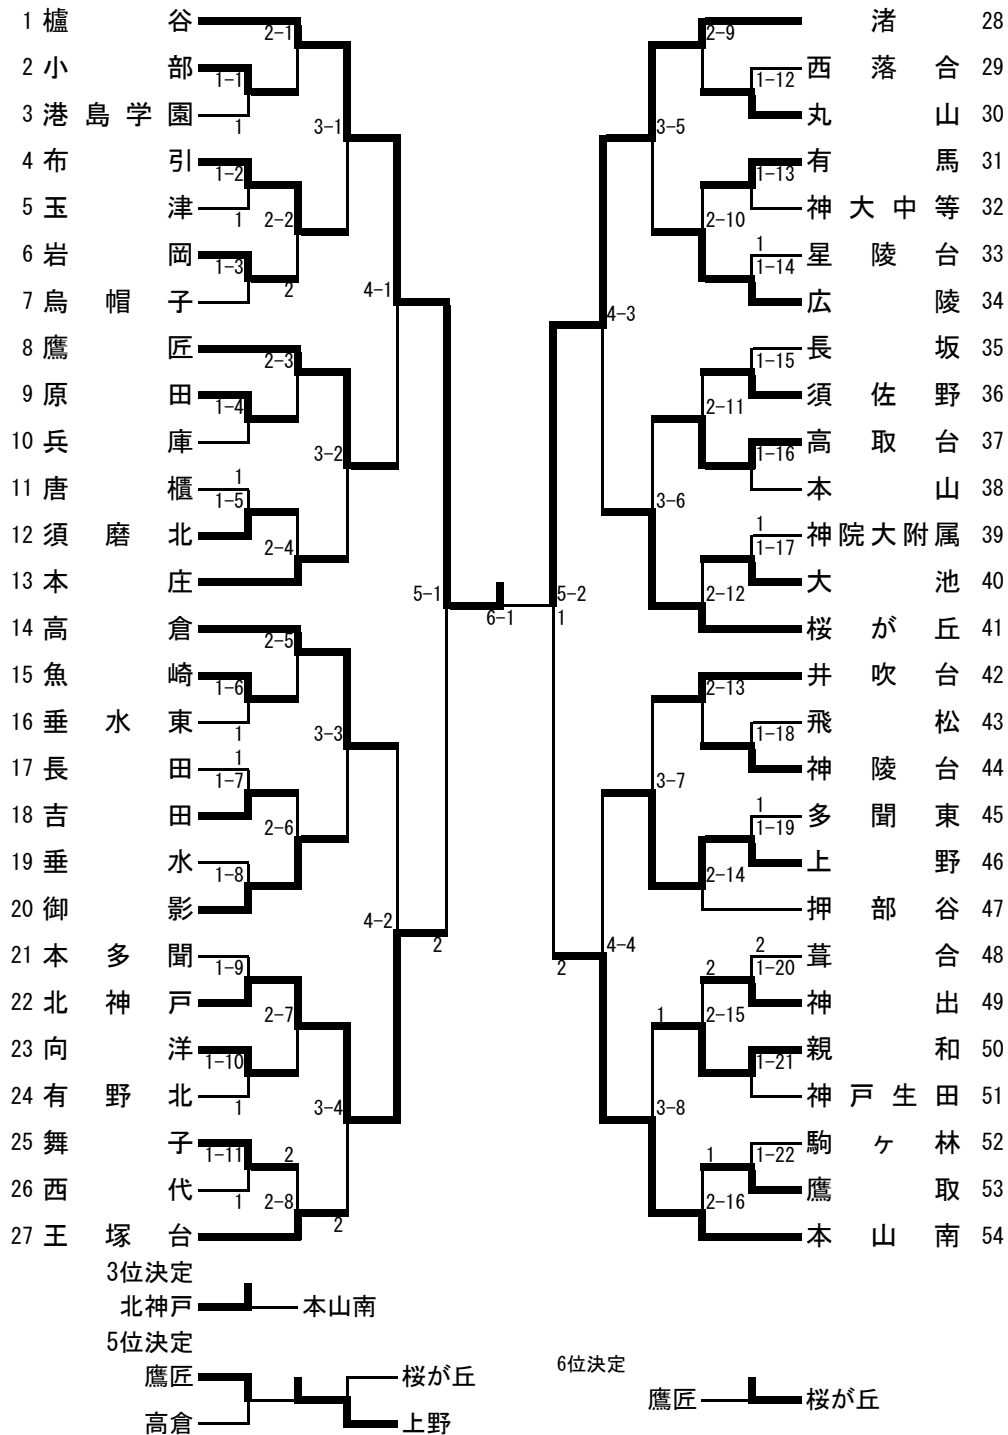 1 櫨谷 2-1 2-9 渚 28
2 小部 1-1 1-12 西落合 29
3 港島学園 1 3-1 3-5 丸山 30
4 布引 1-2 1-13 有馬 31
5 玉津 1 2-2 2-10 神大中等 32
6 岩岡 1-3 2 4-1 1 1-14 星陵台 33
7 烏帽子 4-3 広陵 34
8 鷹匠 2-3 1-15 長坂 35
9 原田 1-4 2-11 須佐野 36
10 兵庫 3-2 1-16 高取台 37
11 唐櫃 1 1-5 3-6 本山 38
12 須磨北 2-4 1 1-17 神院大附属 39
13 本庄 5-1 6-1 5-2 1 2-12 大池 40
14 高倉 2-5 桜が丘 41
15 魚崎 1-6 2-13 井吹台 42
16 垂水東 1 3-3 1-18 飛松 43
17 長田 1 1-7 3-7 神陵台 44
18 吉田 2-6 1 1-19 多聞東 45
19 垂水 1-8 2-14 上野 46
20 御影 4-2 押部谷 47
21 本多聞 1-9 2 2 4-4 2 1-20 葺合 48
22 北神戸 2-7 2 2-15 神出 49
23 向洋 1-10 1 1-21 親和 50
24 有野北 1 3-4 3-8 神戸生田 51
25 舞子 1-11 2 1 1-22 駒ヶ林 52
26 西代 1 2-8 2 2-16 鷹取 53
27 王塚台 本山南 54
3位決定
北神戸 本山南
5位決定
6位決定
鷹匠 桜が丘
鷹匠 桜が丘
高倉 上野